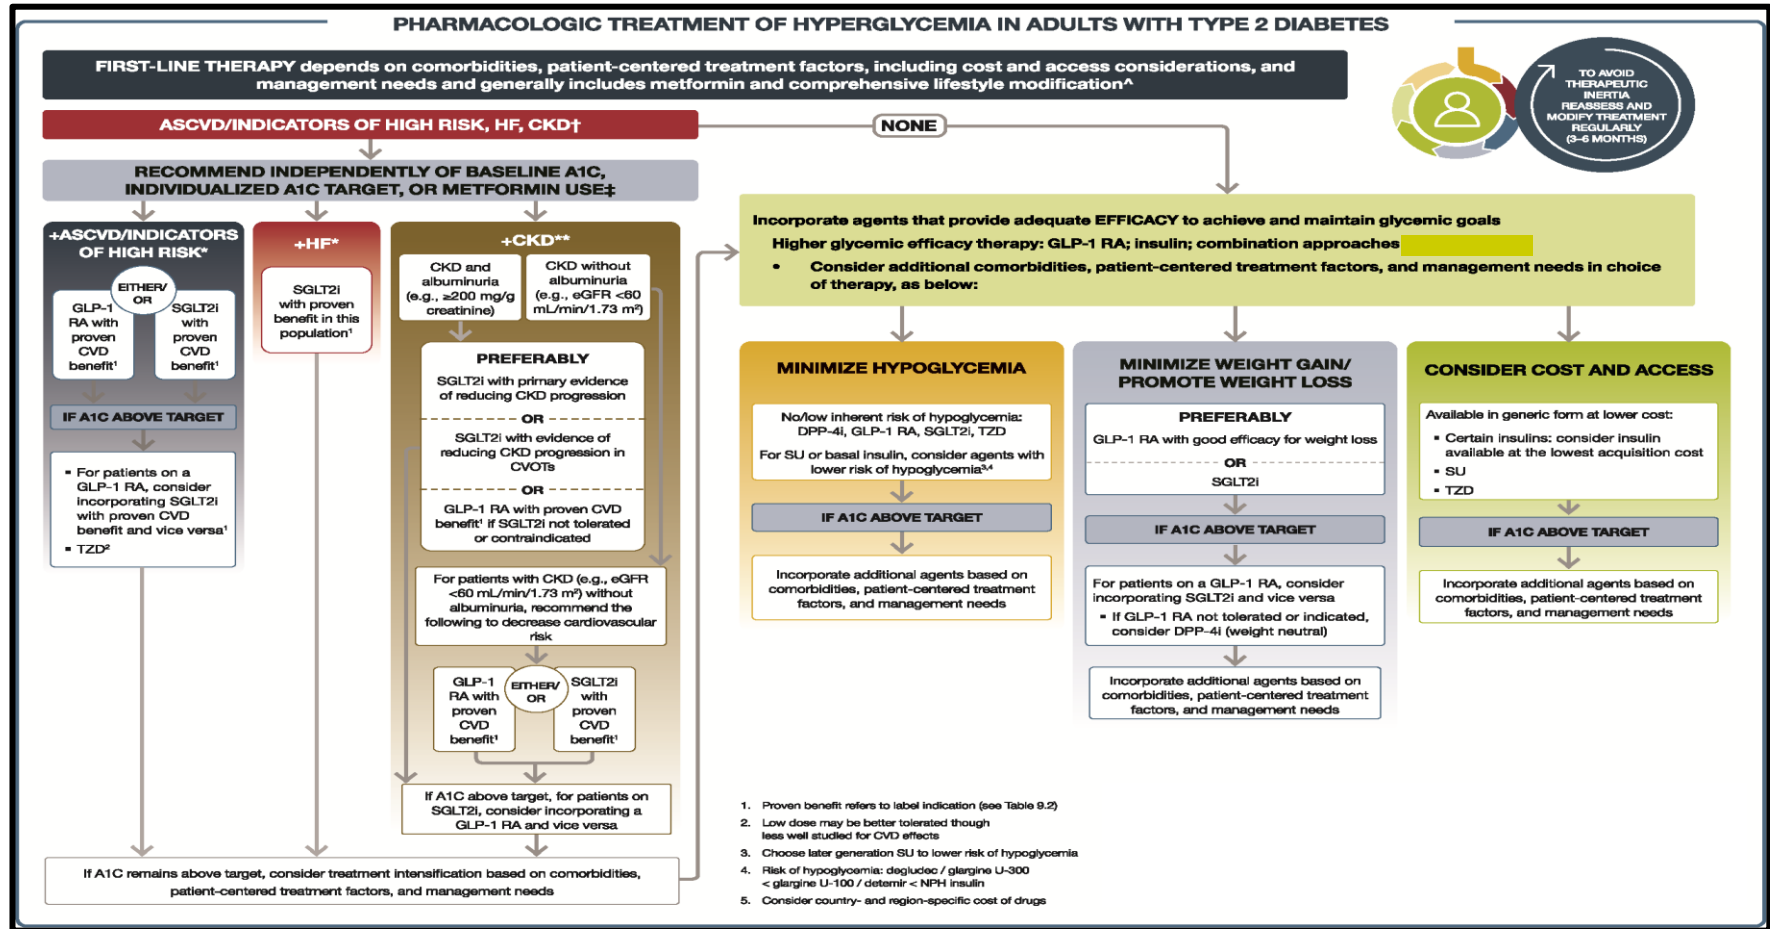 PHARMACOLOGIC TREATMENT OF HYPERGLYCEMIA IN ADULTS WITH TYPE 2 DIABETES
FIRST-LINE THERAPY depends on comorbidities, patient-centered treatment factors, including cost and access considerations, and
management needs and generally includes metformin and comprehensive lifestyle modification^
TO AVOID
THERAPEUTIC
INERTIA
REASSESS AND
MODIFY TREATMENT
REGULARLY
(3–6 MONTHS)
ASCVD/INDICATORS OF HIGH RISK, HF, CKD†
NONE
RECOMMEND INDEPENDENTLY OF BASELINE A1C,
INDIVIDUALIZED A1C TARGET, OR METFORMIN USE‡
+ASCVD/INDICATORS
OF HIGH RISK*
EITHER/
OR
GLP-1
RA with
proven
CVD
benefit¹
SGLT2i
with
proven
CVD
benefit¹
IF A1C ABOVE TARGET
▪ For patients on a
GLP-1 RA, consider
incorporating SGLT2i
with proven CVD
benefit and vice versa¹
▪ TZD²
+HF*
SGLT2i
with proven
benefit in this
population¹
+CKD**
CKD and
albuminuria
(e.g., ≥200 mg/g
creatinine)
CKD without
albuminuria
(e.g., eGFR <60
mL/min/1.73 m²)
PREFERABLY
SGLT2i with primary evidence
of reducing CKD progression
OR
SGLT2i with evidence of
reducing CKD progression in
CVOTs
OR
GLP-1 RA with proven CVD
benefit¹ if SGLT2i not tolerated
or contraindicated
For patients with CKD (e.g., eGFR
<60 mL/min/1.73 m²) without
albuminuria, recommend the
following to decrease cardiovascular
risk
GLP-1
RA with
proven
CVD
benefit¹
EITHER/
OR
SGLT2i
with
proven
CVD
benefit¹
If A1C above target, for patients on
SGLT2i, consider incorporating a
GLP-1 RA and vice versa
If A1C remains above target, consider treatment intensification based on comorbidities,
patient-centered treatment factors, and management needs
Incorporate agents that provide adequate EFFICACY to achieve and maintain glycemic goals
Higher glycemic efficacy therapy: GLP-1 RA; insulin; combination approaches
• Consider additional comorbidities, patient-centered treatment factors, and management needs in choice
of therapy, as below:
MINIMIZE HYPOGLYCEMIA
No/low inherent risk of hypoglycemia:
DPP-4i, GLP-1 RA, SGLT2i, TZD
For SU or basal insulin, consider agents with
lower risk of hypoglycemia³,⁴
IF A1C ABOVE TARGET
Incorporate additional agents based on
comorbidities, patient-centered treatment
factors, and management needs
MINIMIZE WEIGHT GAIN/
PROMOTE WEIGHT LOSS
PREFERABLY
GLP-1 RA with good efficacy for weight loss
OR
SGLT2i
IF A1C ABOVE TARGET
For patients on a GLP-1 RA, consider
incorporating SGLT2i and vice versa
▪ If GLP-1 RA not tolerated or indicated,
consider DPP-4i (weight neutral)
Incorporate additional agents based on
comorbidities, patient-centered treatment
factors, and management needs
CONSIDER COST AND ACCESS
Available in generic form at lower cost:
▪ Certain insulins: consider insulin
available at the lowest acquisition cost
▪ SU
▪ TZD
IF A1C ABOVE TARGET
Incorporate additional agents based on
comorbidities, patient-centered treatment
factors, and management needs
1. Proven benefit refers to label indication (see Table 9.2)
2. Low dose may be better tolerated though
less well studied for CVD effects
3. Choose later generation SU to lower risk of hypoglycemia
4. Risk of hypoglycemia: degludec / glargine U-300
< glargine U-100 / detemir < NPH insulin
5. Consider country- and region-specific cost of drugs